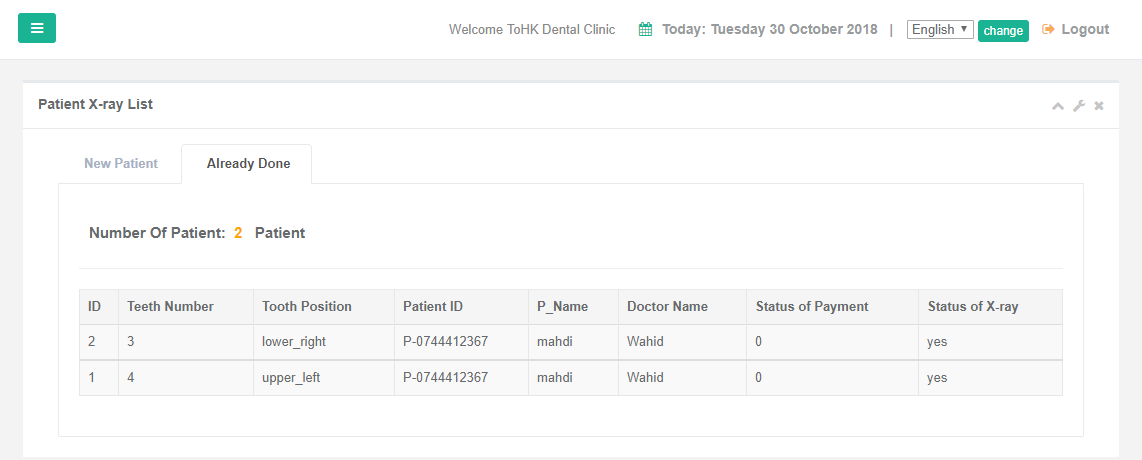 Welcome ToHK Dental Clinic Today: Tuesday 30 October 2018 | English change Logout
Patient X-ray List
New Patient Already Done
Number Of Patient: 2 Patient
ID Teeth Number Tooth Position Patient ID P_Name Doctor Name Status of Payment Status of X-ray
2 3 lower_right P-0744412367 mahdi Wahid 0 yes
1 4 upper_left P-0744412367 mahdi Wahid 0 yes